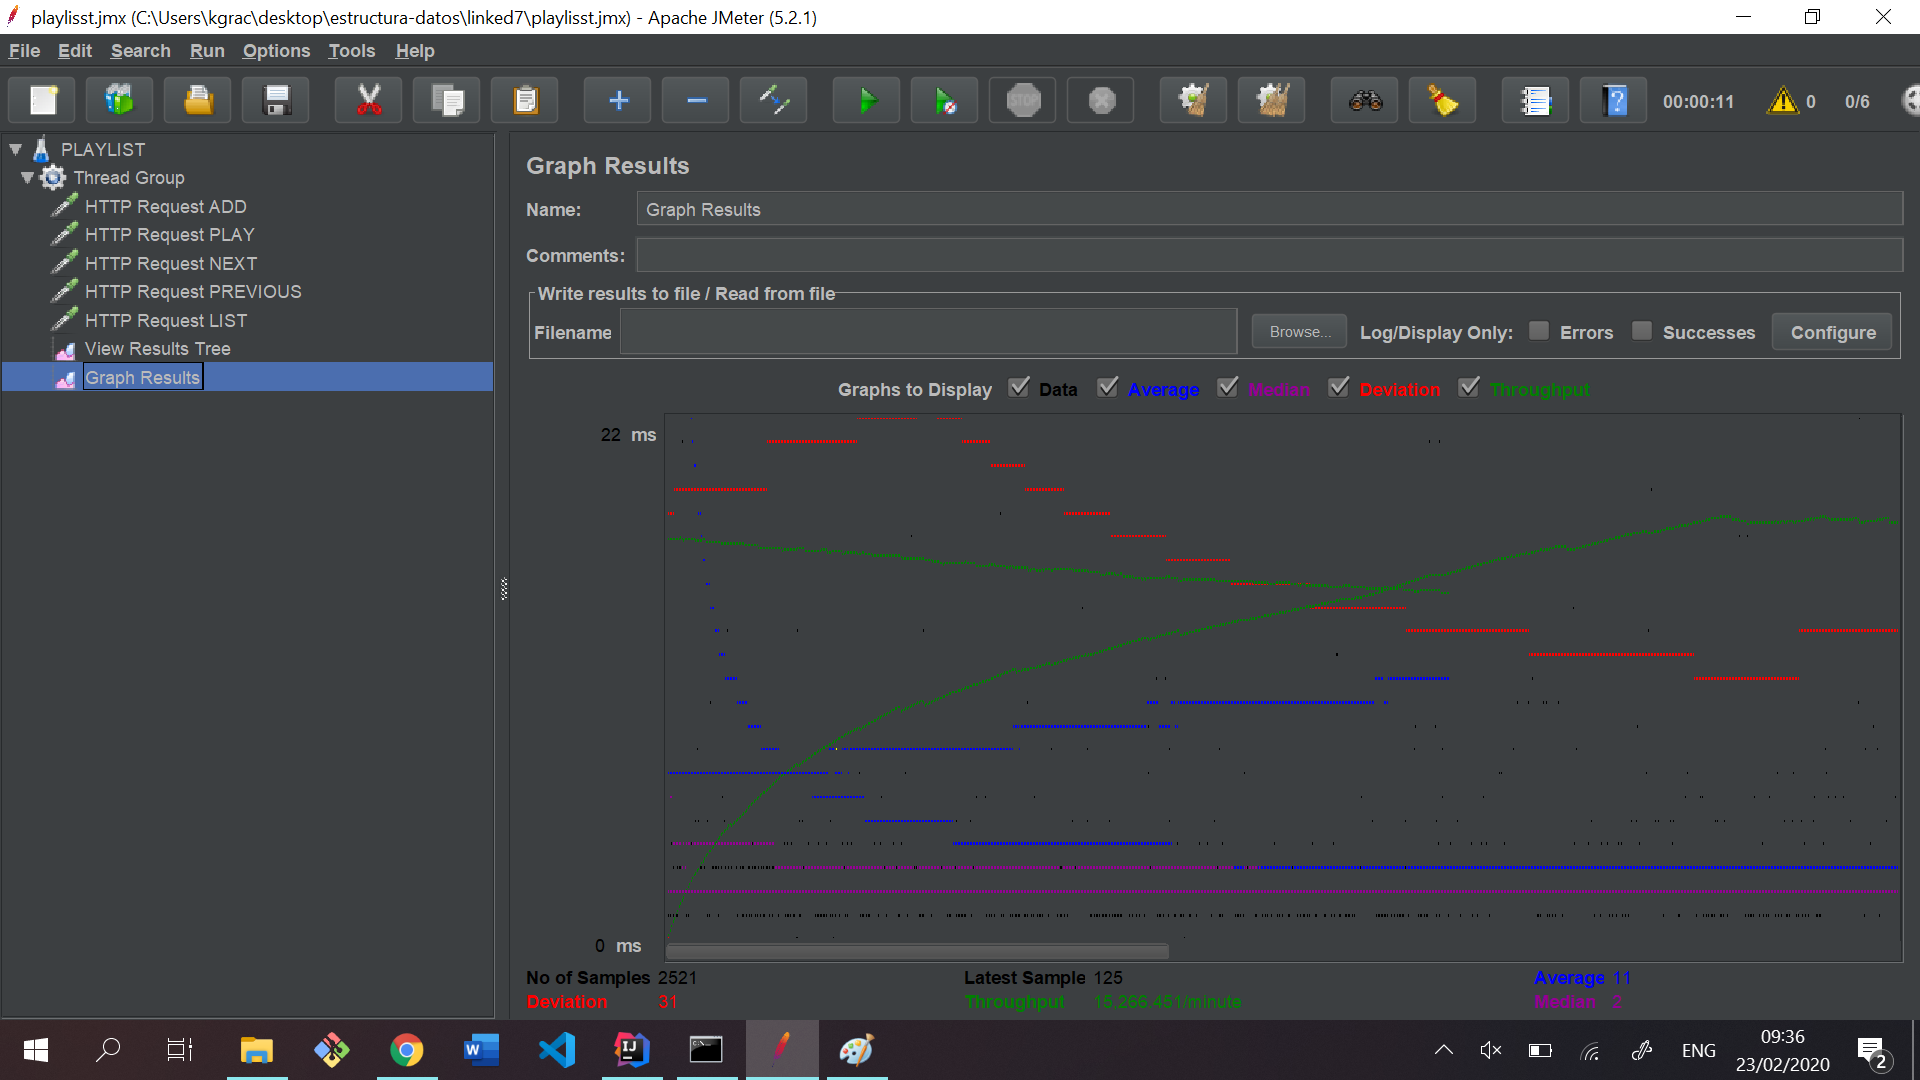 playlisst.jmx (C:\Users\kgrac\desktop\estructura-datos\linked7\playlisst.jmx) - Apache JMeter (5.2.1)
File Edit Search Run Options Tools Help
STOP
00:00:11 0 0/6
PLAYLIST
Thread Group
HTTP Request ADD
HTTP Request PLAY
HTTP Request NEXT
HTTP Request PREVIOUS
HTTP Request LIST
View Results Tree
Graph Results
Graph Results
Name: Graph Results
Comments:
Write results to file / Read from file
Filename Browse... Log/Display Only: Errors Successes Configure
Graphs to Display Data Average Median Deviation Throughput
22 ms
0 ms
No of Samples 2521 Latest Sample 125 Average 11
Deviation 31 Throughput 15,266.451/minute Median 2
ENG
09:36
23/02/2020
2